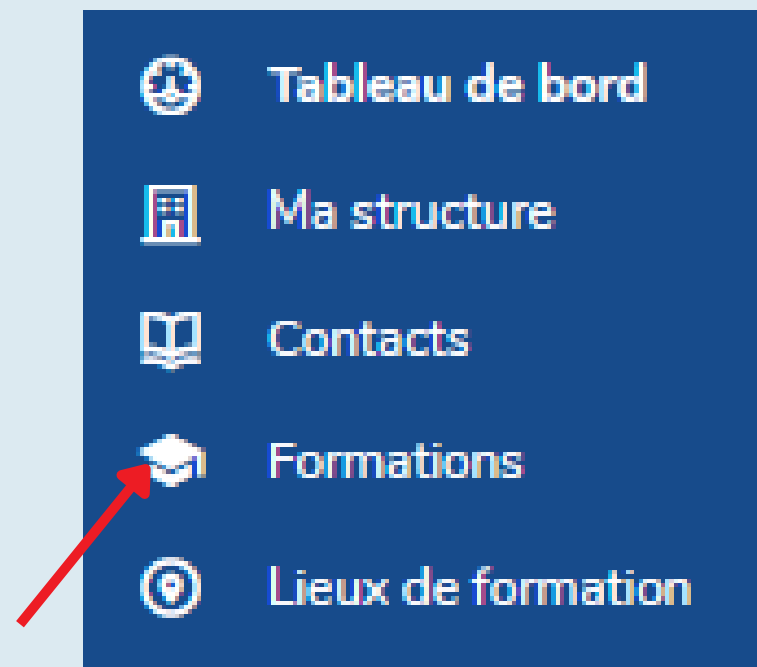 Tableau de bord
Ma structure
Contacts
Formations
Lieux de formation